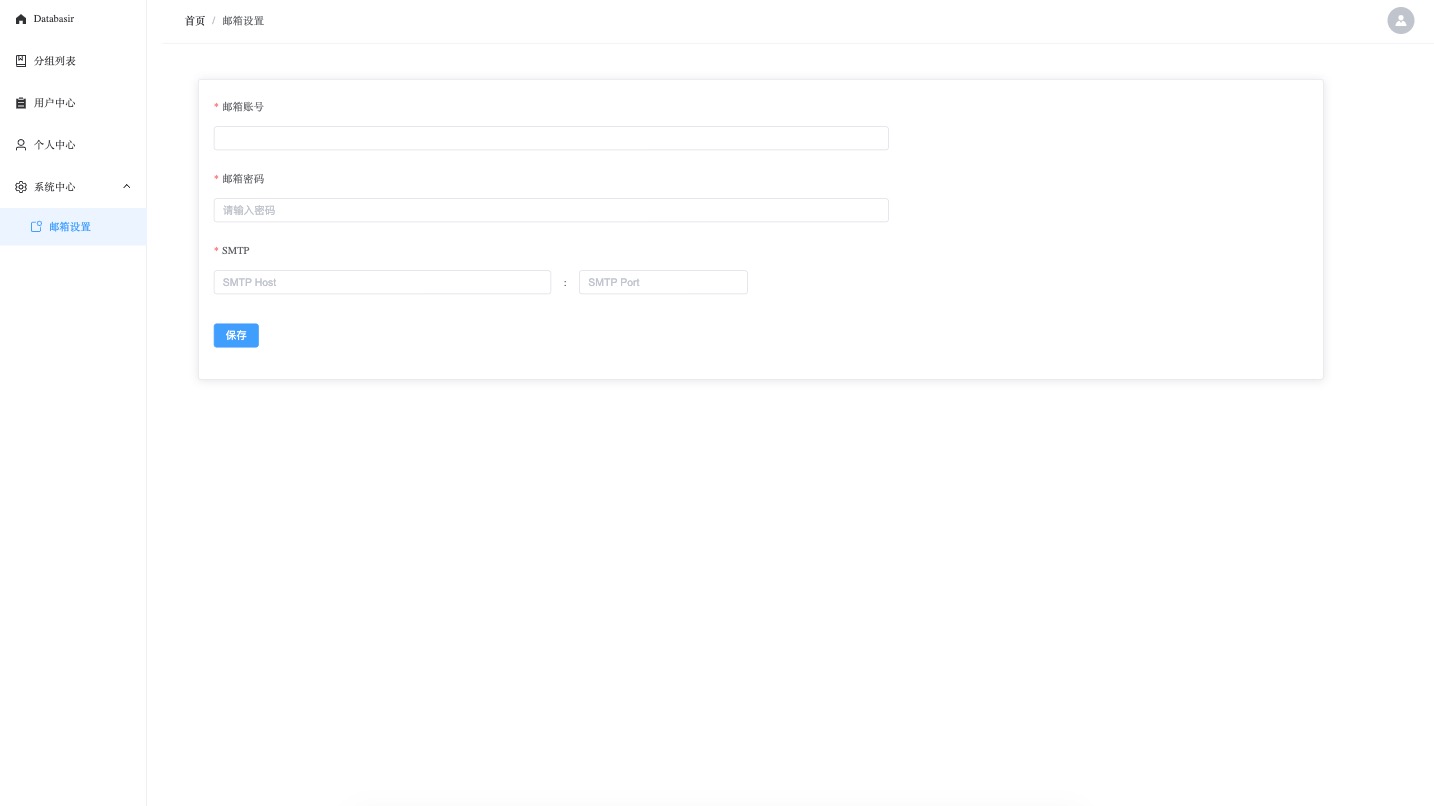 Databasir
分组列表
用户中心
个人中心
系统中心
邮箱设置
首页 / 邮箱设置
* 邮箱账号
* 邮箱密码
请输入密码
* SMTP
SMTP Host : SMTP Port
保存